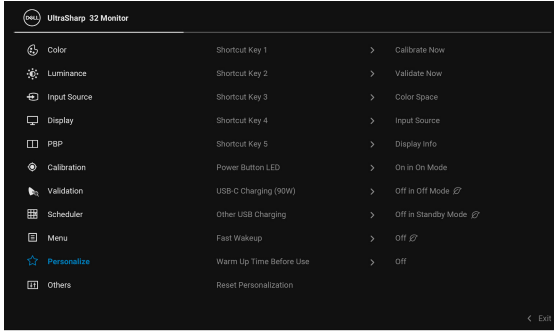 DELL UltraSharp 32 Monitor
Color Shortcut Key 1 > Calibrate Now
Luminance Shortcut Key 2 > Validate Now
Input Source Shortcut Key 3 > Color Space
Display Shortcut Key 4 > Input Source
PBP Shortcut Key 5 > Display Info
Calibration Power Button LED > On in On Mode
Validation USB-C Charging (90W) > Off in Off Mode
Scheduler Other USB Charging > Off in Standby Mode
Menu Fast Wakeup > Off
Personalize Warm Up Time Before Use > Off
Others Reset Personalization
< Exit